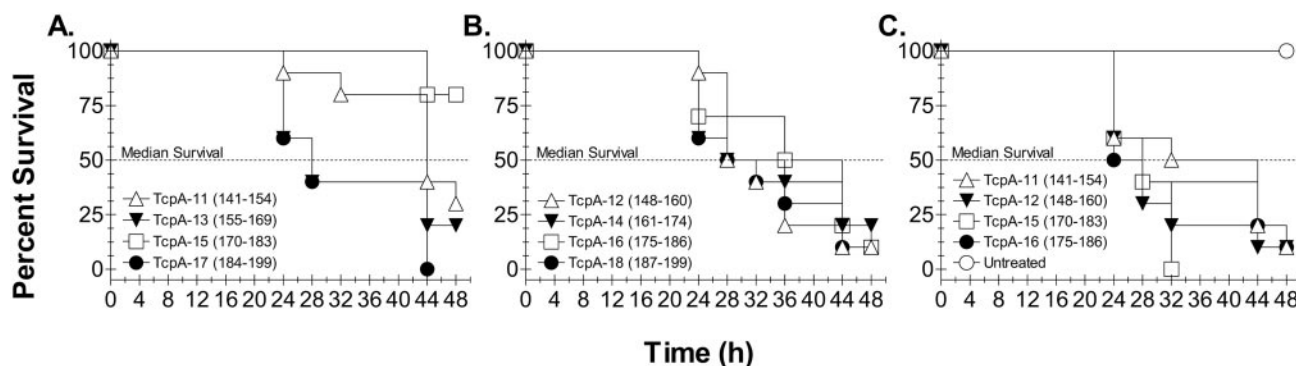 A.
B.
C.
Percent Survival
100
75
50
25
0
Median Survival
TcpA-11 (141-154)
TcpA-13 (155-169)
TcpA-15 (170-183)
TcpA-17 (184-199)
0 4 8 12 16 20 24 28 32 36 40 44 48
100
75
50
25
0
Median Survival
TcpA-12 (148-160)
TcpA-14 (161-174)
TcpA-16 (175-186)
TcpA-18 (187-199)
0 4 8 12 16 20 24 28 32 36 40 44 48
100
75
50
25
0
Median Survival
TcpA-11 (141-154)
TcpA-12 (148-160)
TcpA-15 (170-183)
TcpA-16 (175-186)
Untreated
0 4 8 12 16 20 24 28 32 36 40 44 48
Time (h)